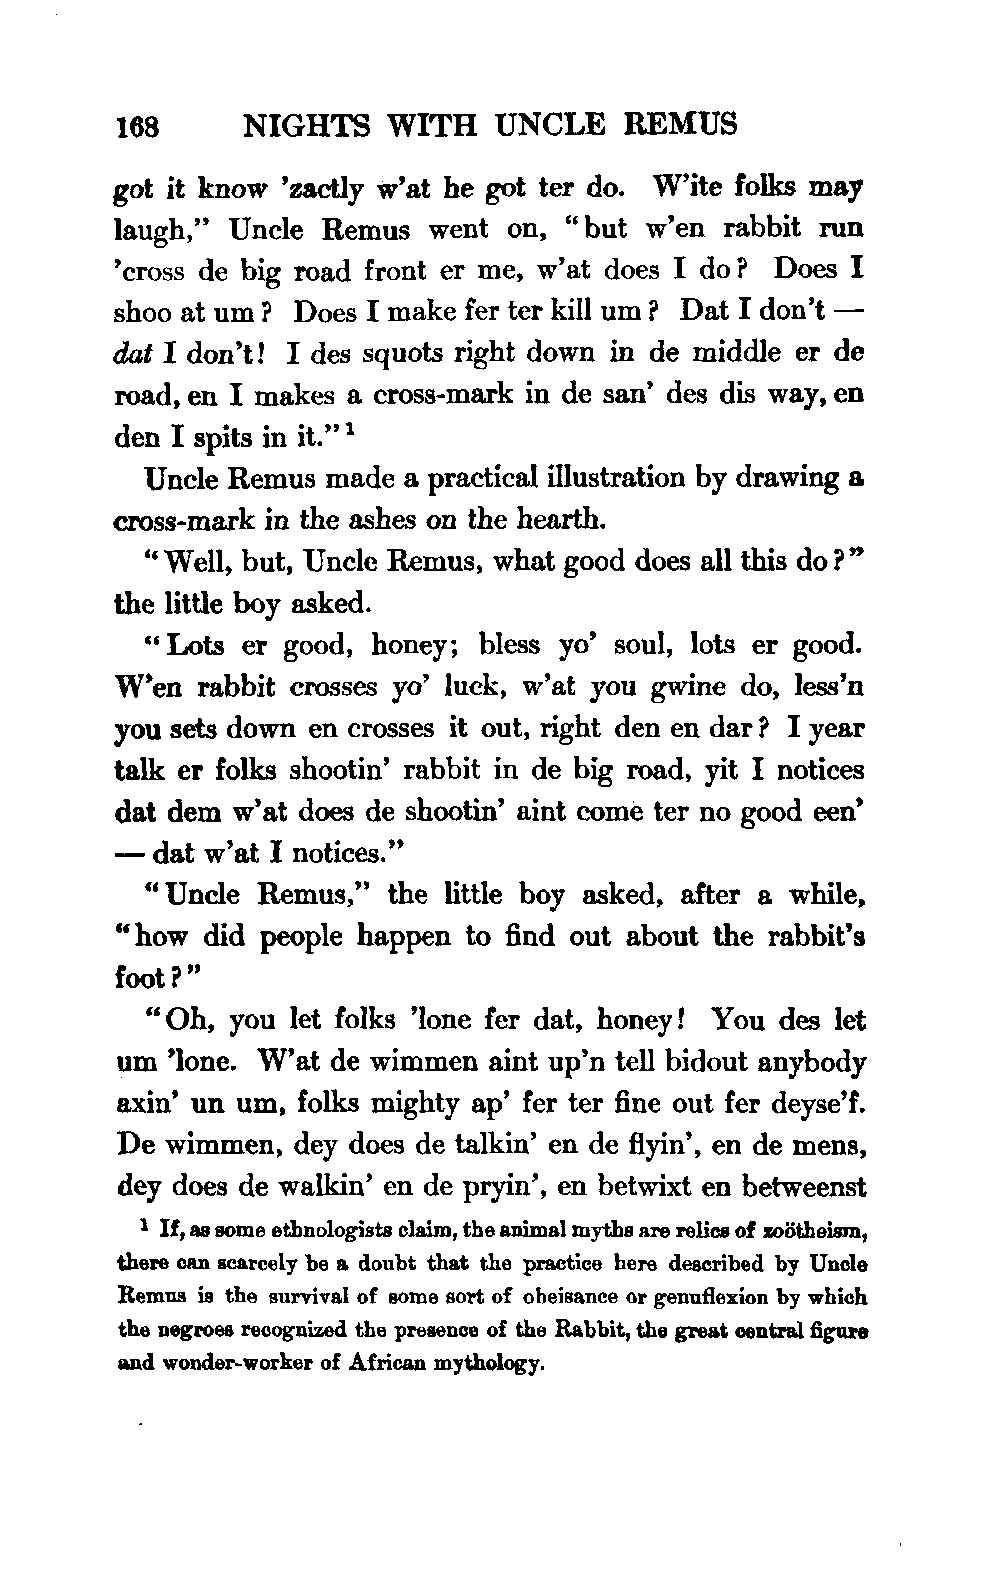 168 NIGHTS WITH UNCLE REMUS
got it know ’zactly w’at he got ter do. W’ite folks may
laugh,” Uncle Remus went on, “but w’en rabbit run
’cross de big road front er me, w’at does I do? Does I
shoo at um? Does I make fer ter kill um? Dat I don’t —
dat I don’t! I des squots right down in de middle er de
road, en I makes a cross-mark in de san’ des dis way, en
den I spits in it.” ¹
Uncle Remus made a practical illustration by drawing a
cross-mark in the ashes on the hearth.
“Well, but, Uncle Remus, what good does all this do?”
the little boy asked.
“Lots er good, honey; bless yo’ soul, lots er good.
W’en rabbit crosses yo’ luck, w’at you gwine do, less’n
you sets down en crosses it out, right den en dar? I year
talk er folks shootin’ rabbit in de big road, yit I notices
dat dem w’at does de shootin’ aint come ter no good een’
— dat w’at I notices.”
“Uncle Remus,” the little boy asked, after a while,
“how did people happen to find out about the rabbit’s
foot?”
“Oh, you let folks ’lone fer dat, honey! You des let
um ’lone. W’at de wimmen aint up’n tell bidout anybody
axin’ un um, folks mighty ap’ fer ter fine out fer deyse’f.
De wimmen, dey does de talkin’ en de flyin’, en de mens,
dey does de walkin’ en de pryin’, en betwixt en betweenst
¹ If, as some ethnologists claim, the animal myths are relics of zoötheism,
there can scarcely be a doubt that the practice here described by Uncle
Remus is the survival of some sort of obeisance or genuflexion by which
the negroes recognized the presence of the Rabbit, the great central figure
and wonder-worker of African mythology.